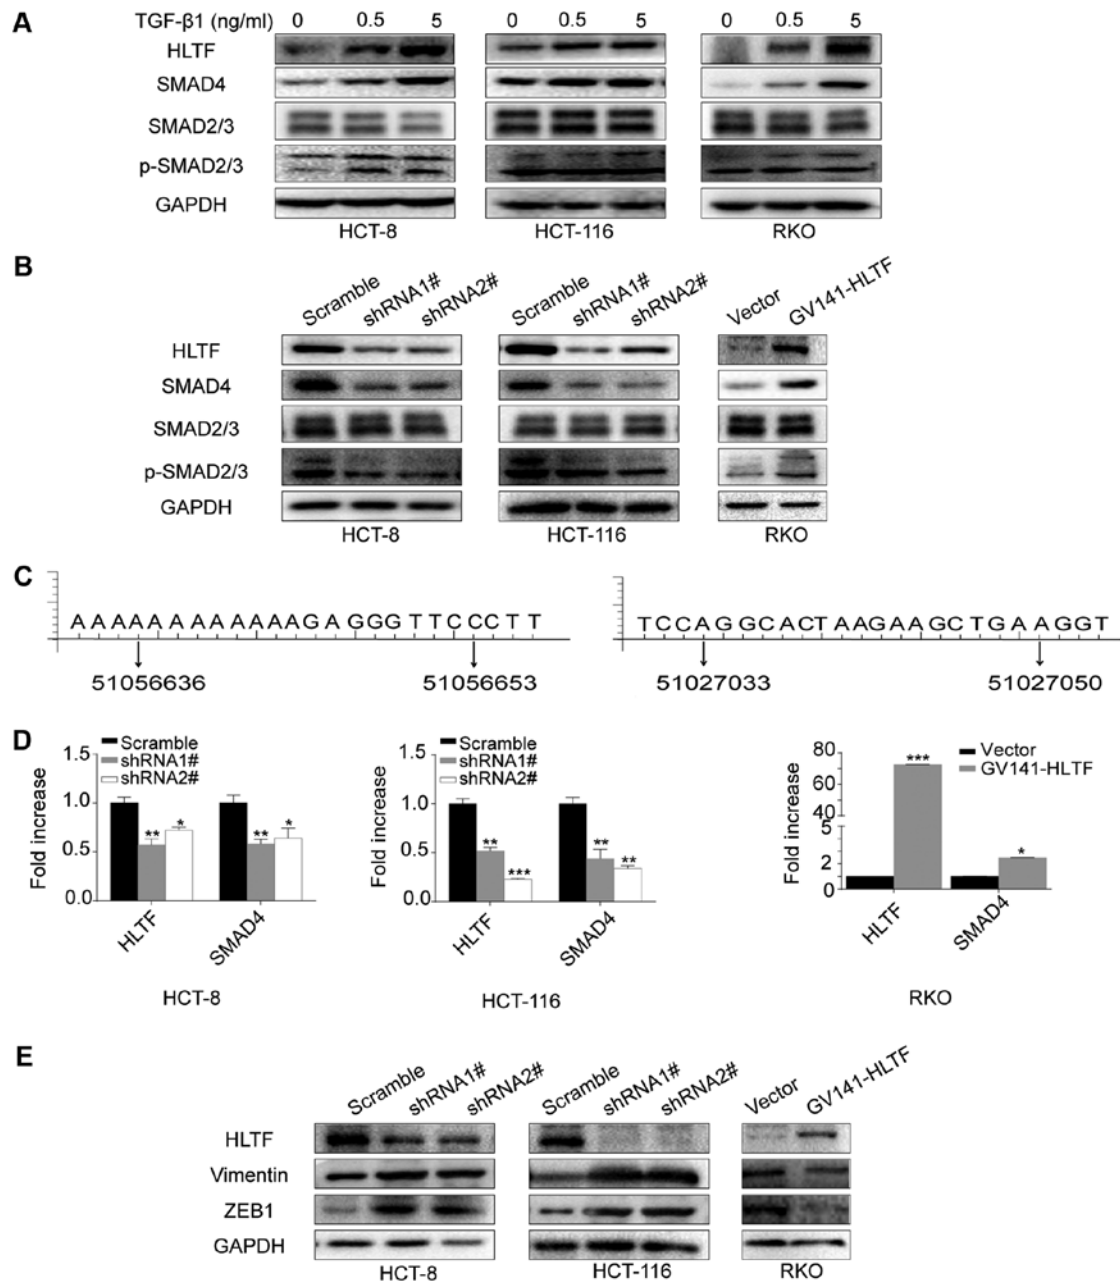 A
TGF-β1 (ng/ml) 0 0.5 5 0 0.5 5 0 0.5 5
HLTF
SMAD4
SMAD2/3
p-SMAD2/3
GAPDH
HCT-8 HCT-116 RKO
B
Scramble shRNA1# shRNA2# Scramble shRNA1# shRNA2# Vector GV141-HLTF
HLTF
SMAD4
SMAD2/3
p-SMAD2/3
GAPDH
HCT-8 HCT-116 RKO
C
A A A A A A A A A A A G A G G G T T C C C T T
51056636 51056653
T C C A G G C A C T A A G A A G C T G A A G G T
51027033 51027050
D
Fold increase
1.5
1.0
0.5
0.0
Scramble
shRNA1#
shRNA2#
** * ** *
HLTF SMAD4
HCT-8
Fold increase
1.5
1.0
0.5
0.0
Scramble
shRNA1#
shRNA2#
** *** ** **
HLTF SMAD4
HCT-116
Fold increase
80
60
40
5
2
0
Vector
GV141-HLTF
*** *
HLTF SMAD4
RKO
E
Scramble shRNA1# shRNA2# Scramble shRNA1# shRNA2# Vector GV141-HLTF
HLTF
Vimentin
ZEB1
GAPDH
HCT-8 HCT-116 RKO